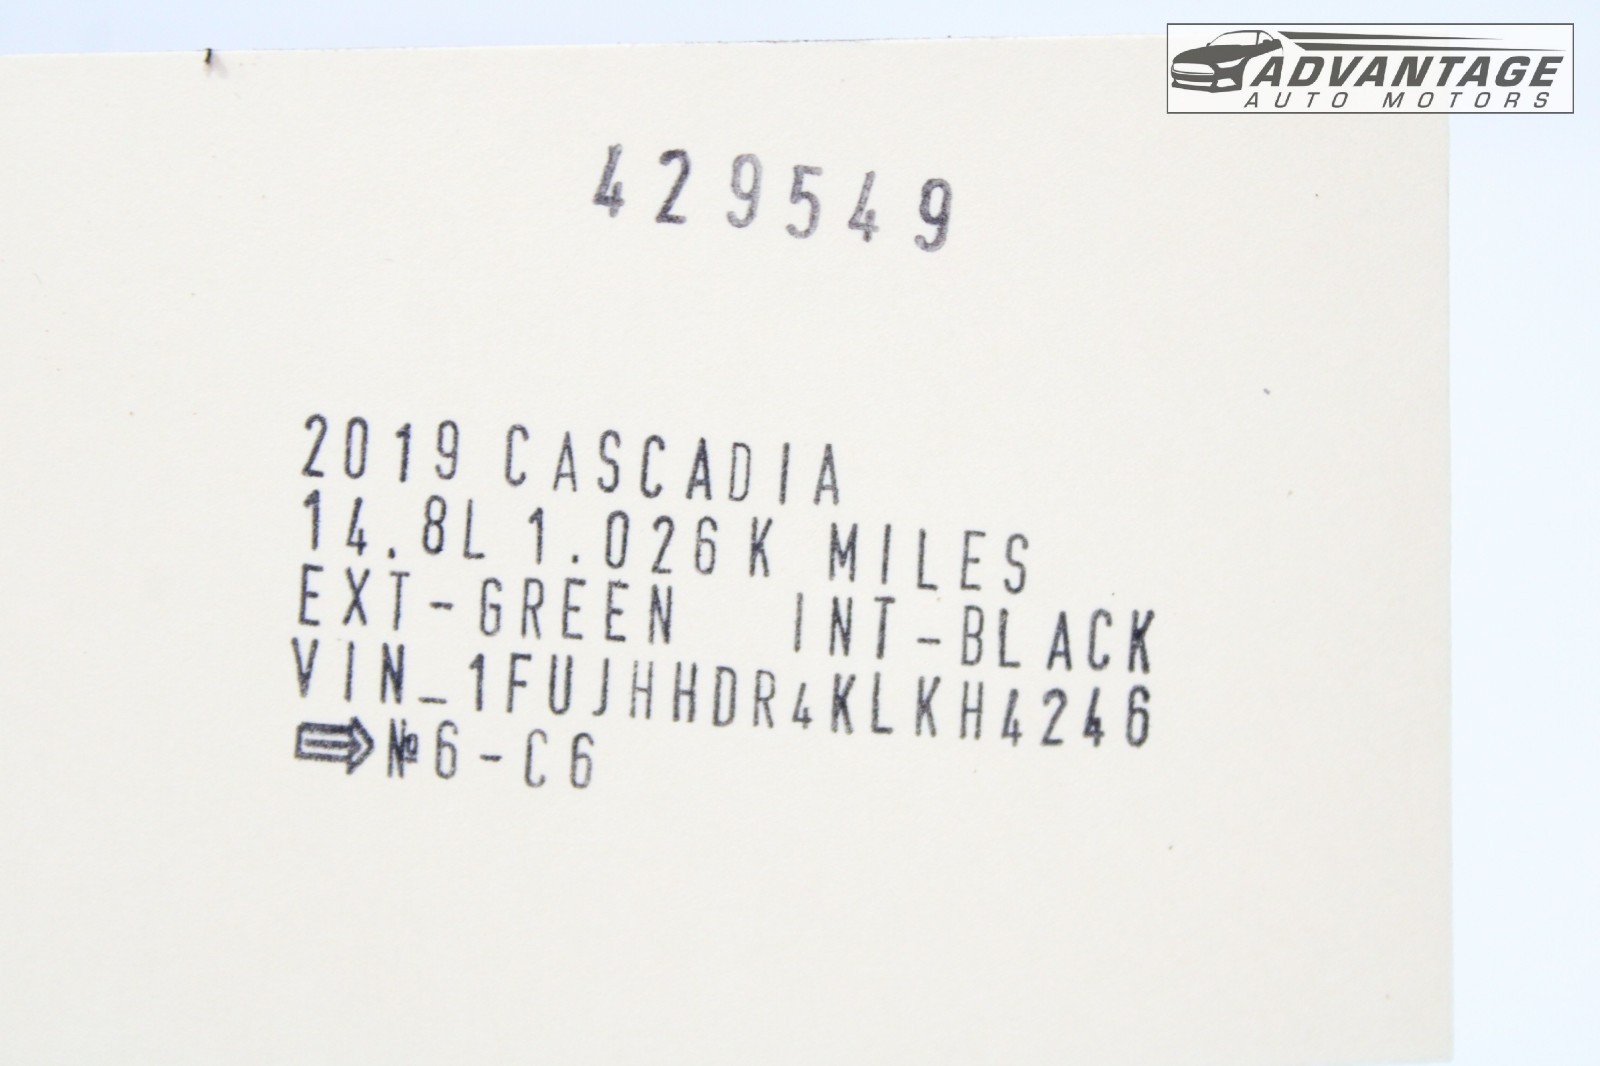 ADVANTAGE
AUTO MOTORS
429549
2019 CASCADIA
14.8L 1.026K MILES
EXT-GREEN INT-BLACK
VIN_1FUJHHDR4KLKH4246
⇨№6-C6